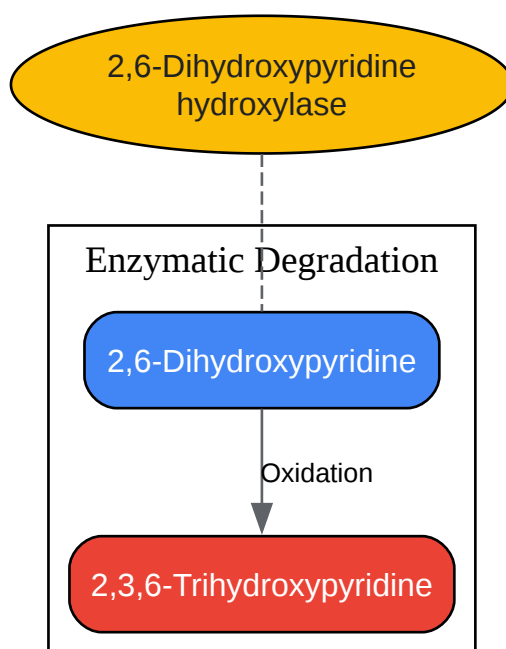 2,6-Dihydroxypyridine
hydroxylase
Enzymatic Degradation
2,6-Dihydroxypyridine
Oxidation
2,3,6-Trihydroxypyridine